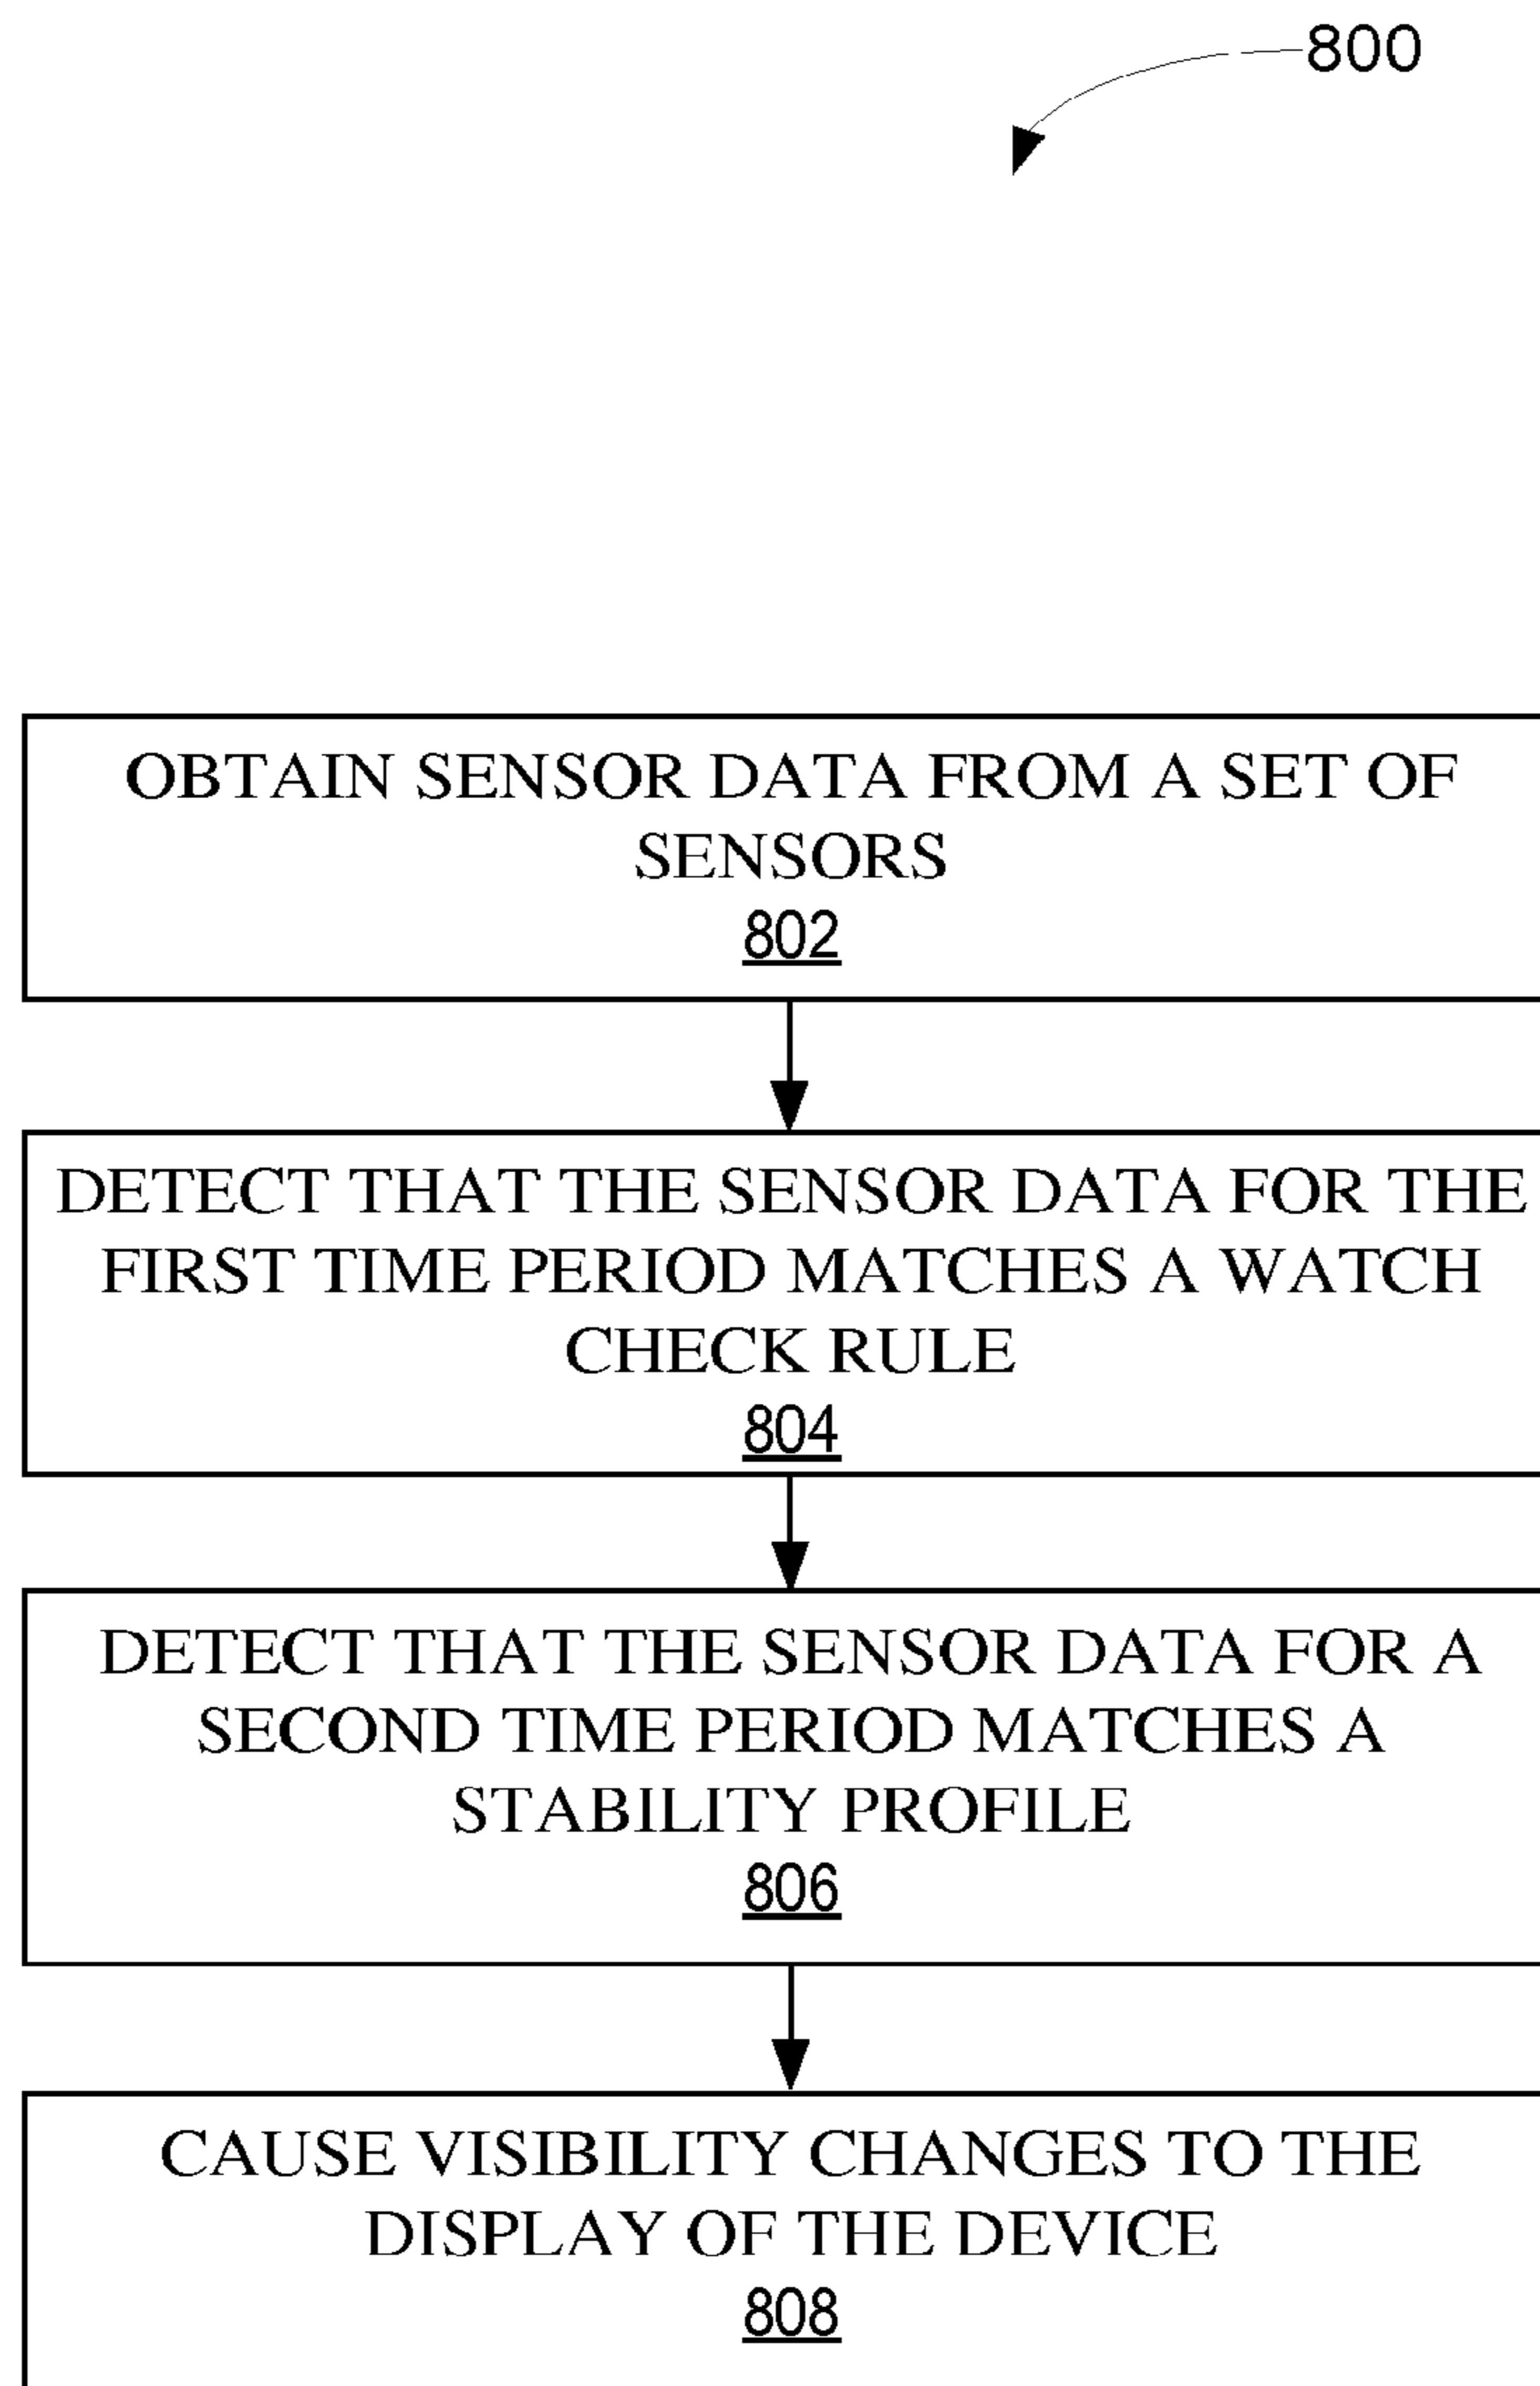 800
OBTAIN SENSOR DATA FROM A SET OF
SENSORS
802
DETECT THAT THE SENSOR DATA FOR THE
FIRST TIME PERIOD MATCHES A WATCH
CHECK RULE
804
DETECT THAT THE SENSOR DATA FOR A
SECOND TIME PERIOD MATCHES A
STABILITY PROFILE
806
CAUSE VISIBILITY CHANGES TO THE
DISPLAY OF THE DEVICE
808